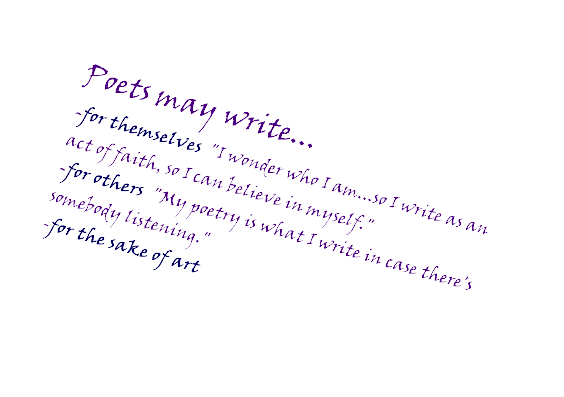 Poets may write...
-for themselves "I wonder who I am...so I write as an
act of faith, so I can believe in myself."
-for others "My poetry is what I write in case there's
somebody listening."
-for the sake of art